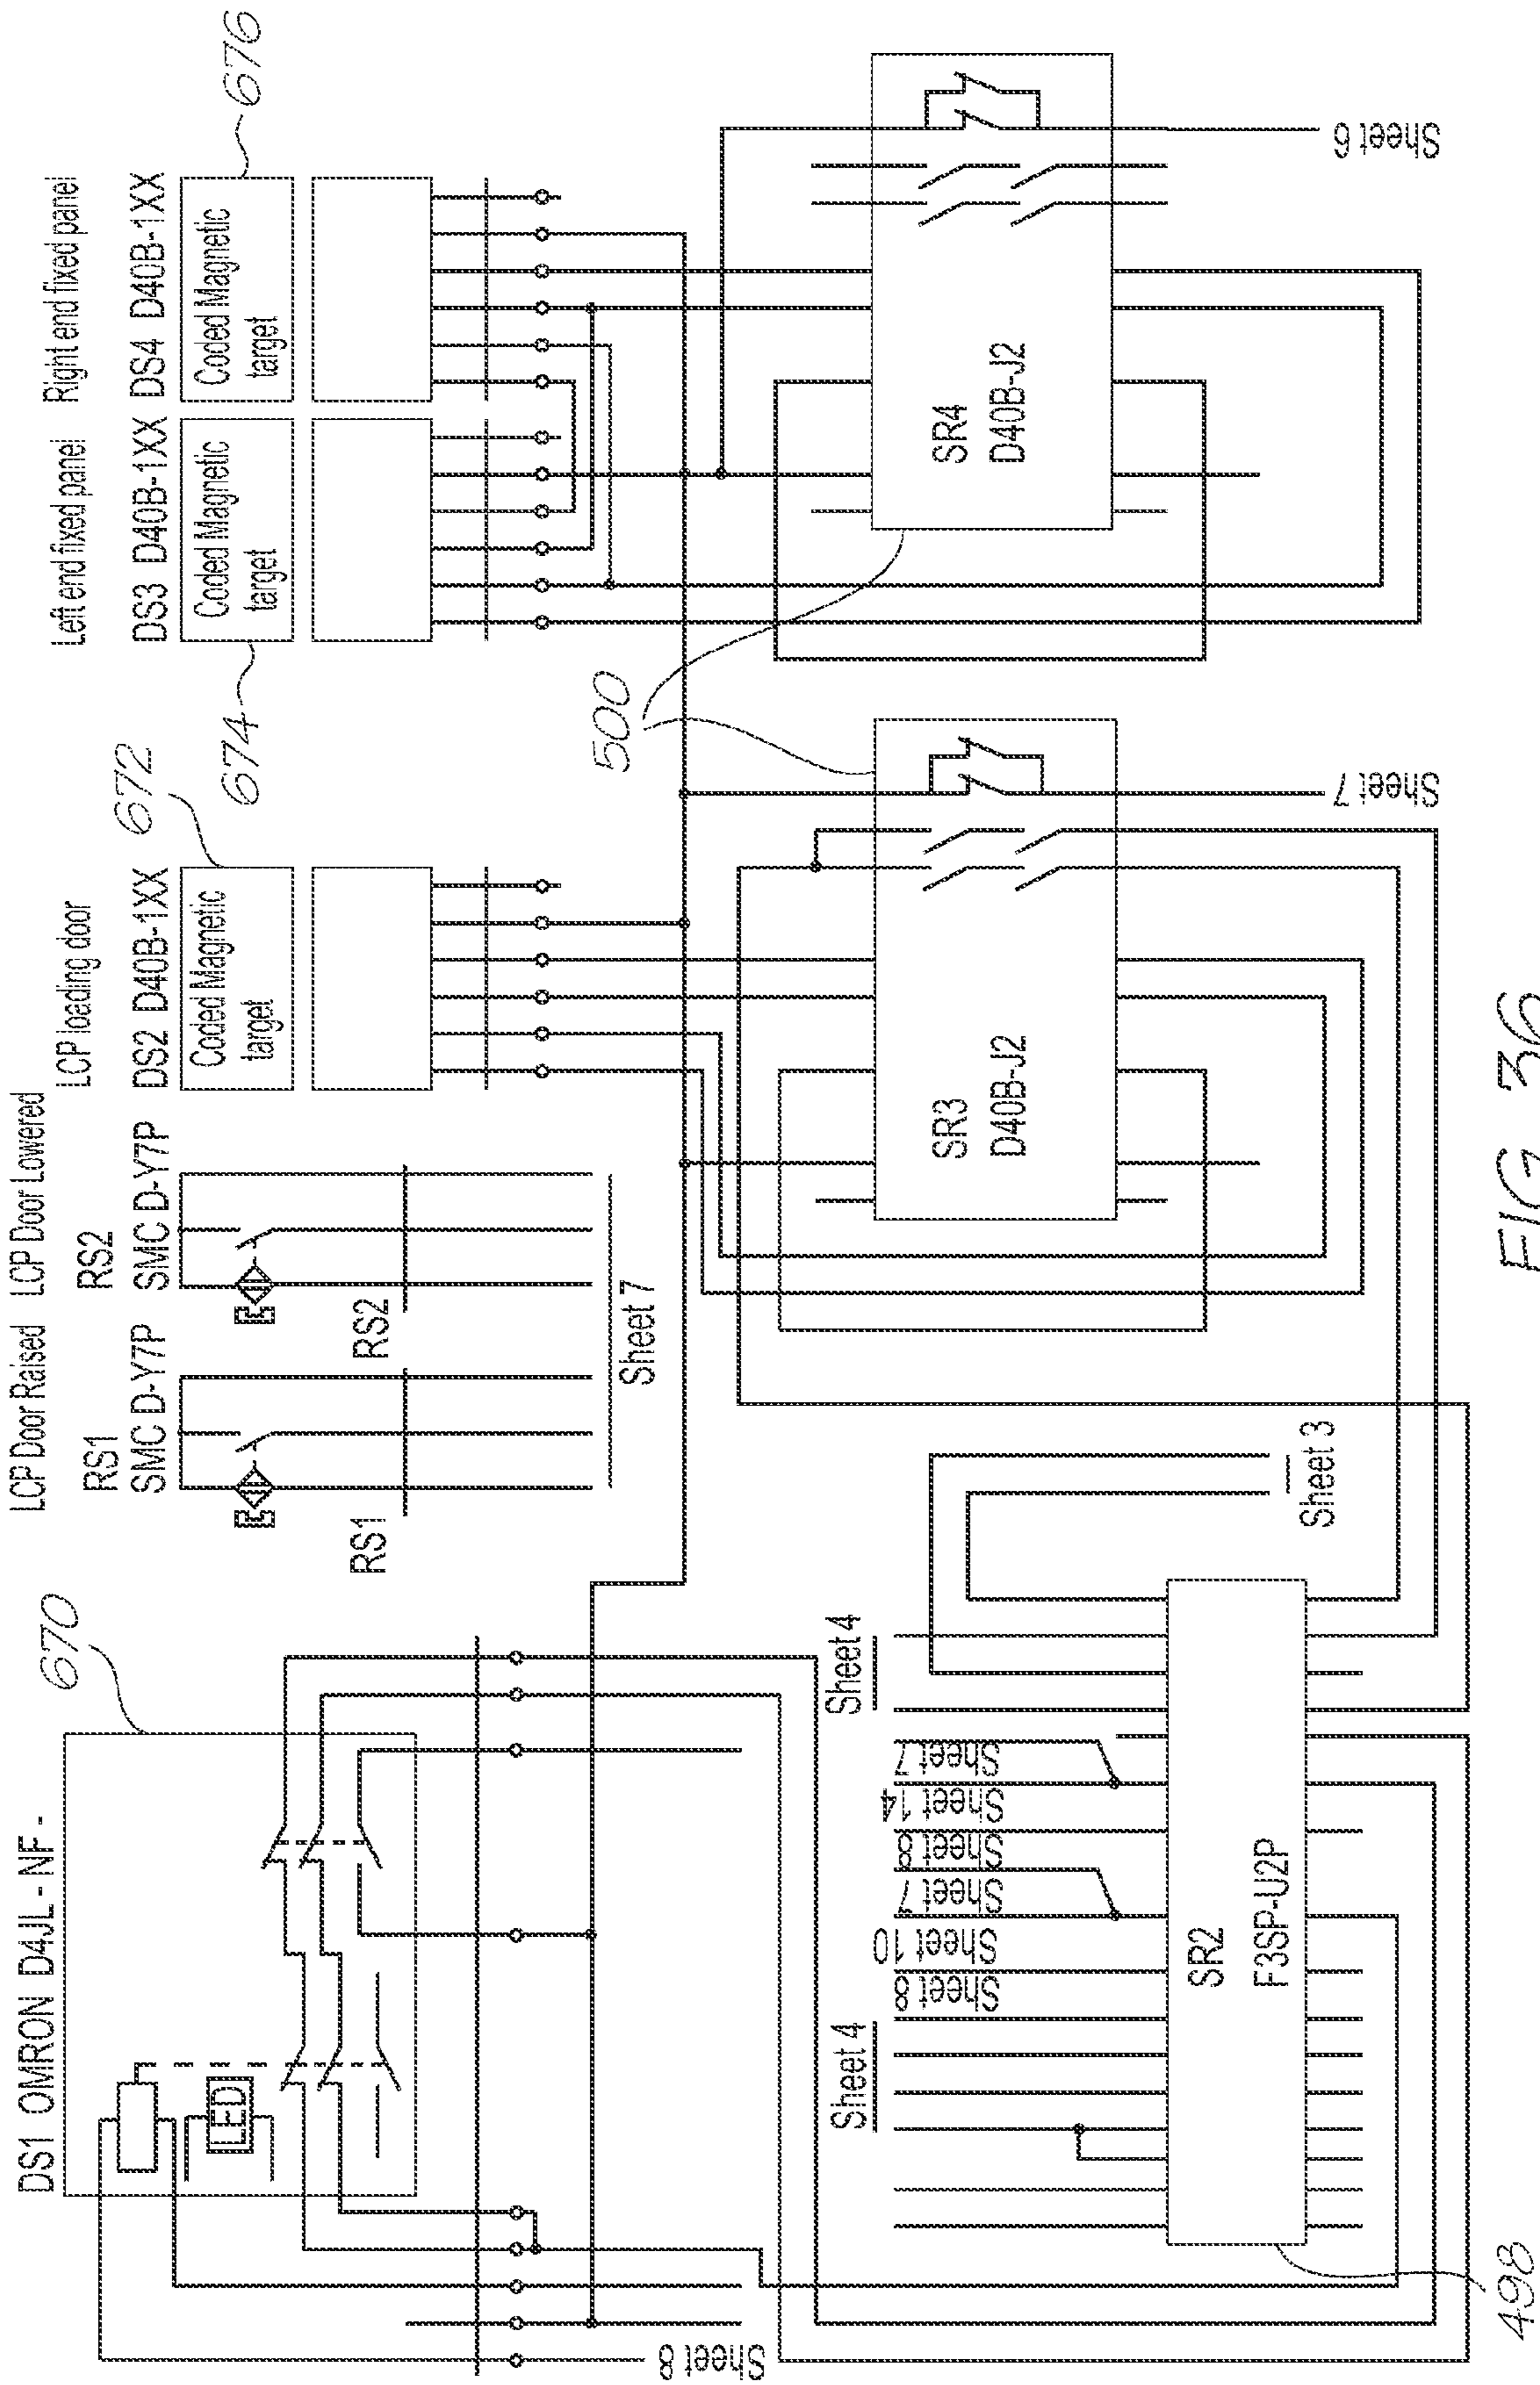 DS1 OMRON D4JL - NF -
670
LED
Sheet 8
LCP Door Raised
RS1
SMC D-Y7P
RS1
LCP Door Lowered
RS2
SMC D-Y7P
RS2
Sheet 7
LCP loading door
DS2 D40B-1XX
Coded Magnetic
target
672
Left end fixed panel
DS3 D40B-1XX
Coded Magnetic
target
674
Right end fixed panel
DS4 D40B-1XX
Coded Magnetic
target
676
Sheet 4
Sheet 8
Sheet 10
Sheet 7
Sheet 8
Sheet 14
Sheet 7
Sheet 4
SR2
F3SP-U2P
498
Sheet 3
SR3
D40B-J2
Sheet 7
500
SR4
D40B-J2
Sheet 6
FIG 36